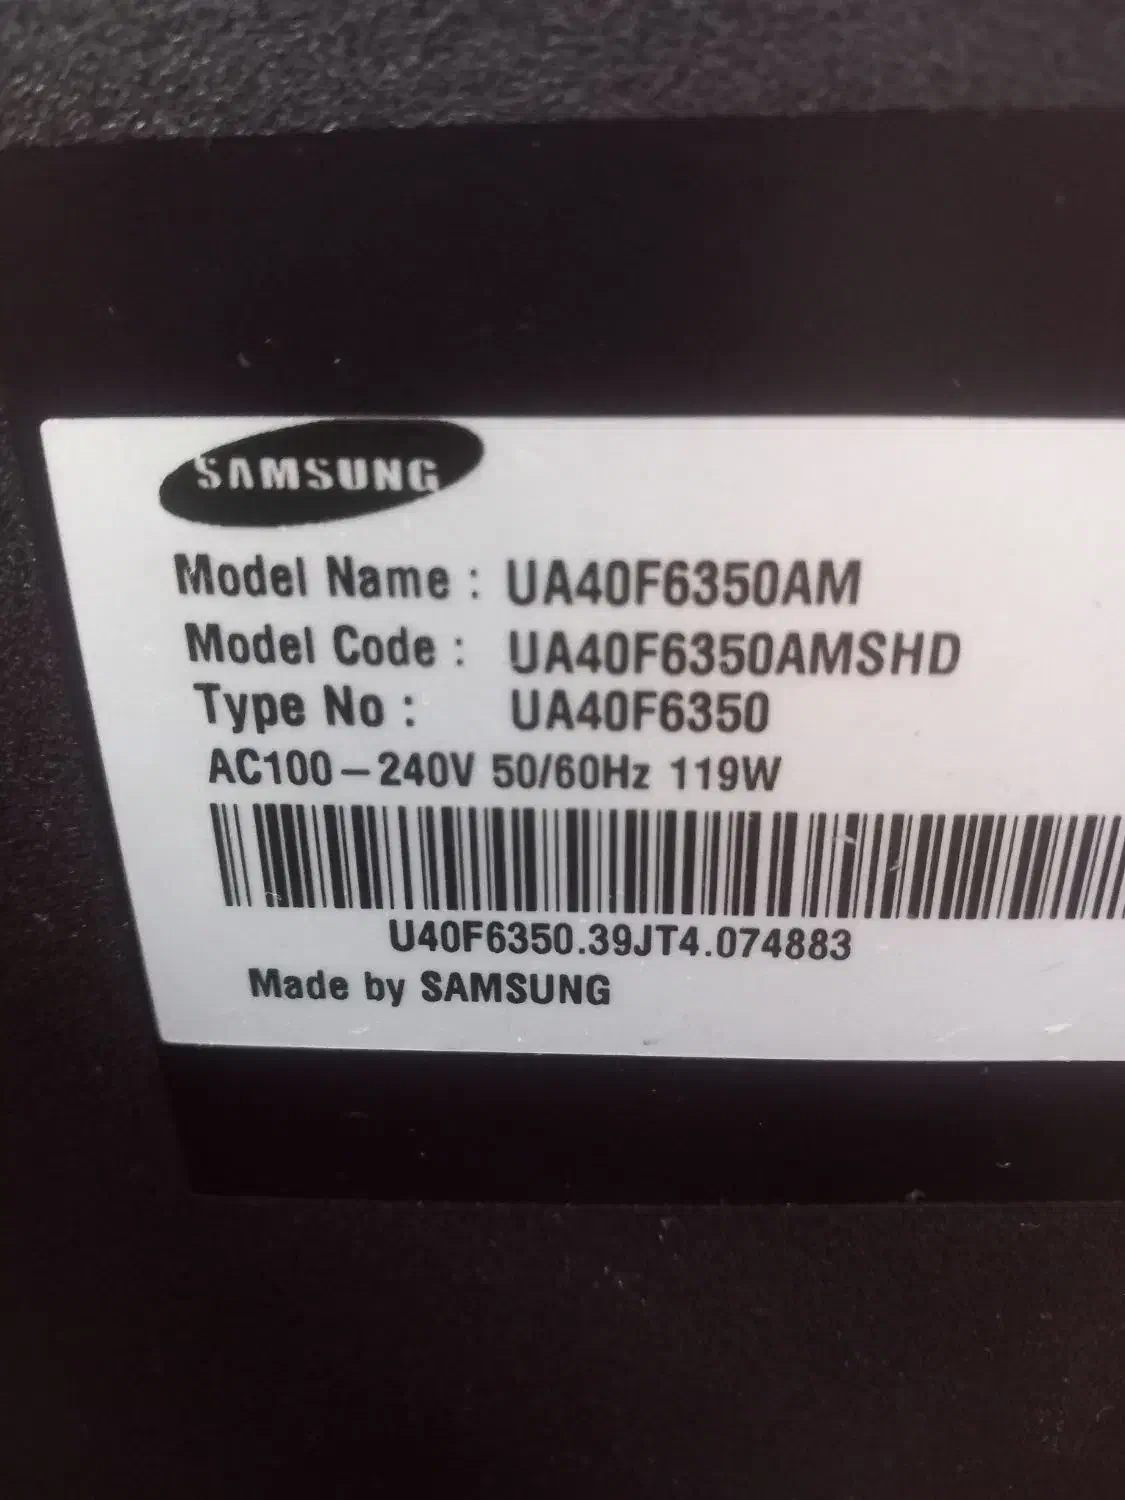 SAMSUNG
Model Name : UA40F6350AM
Model Code : UA40F6350AMSHD
Type No : UA40F6350
AC100-240V 50/60Hz 119W
U40F6350.39JT4.074883
Made by SAMSUNG